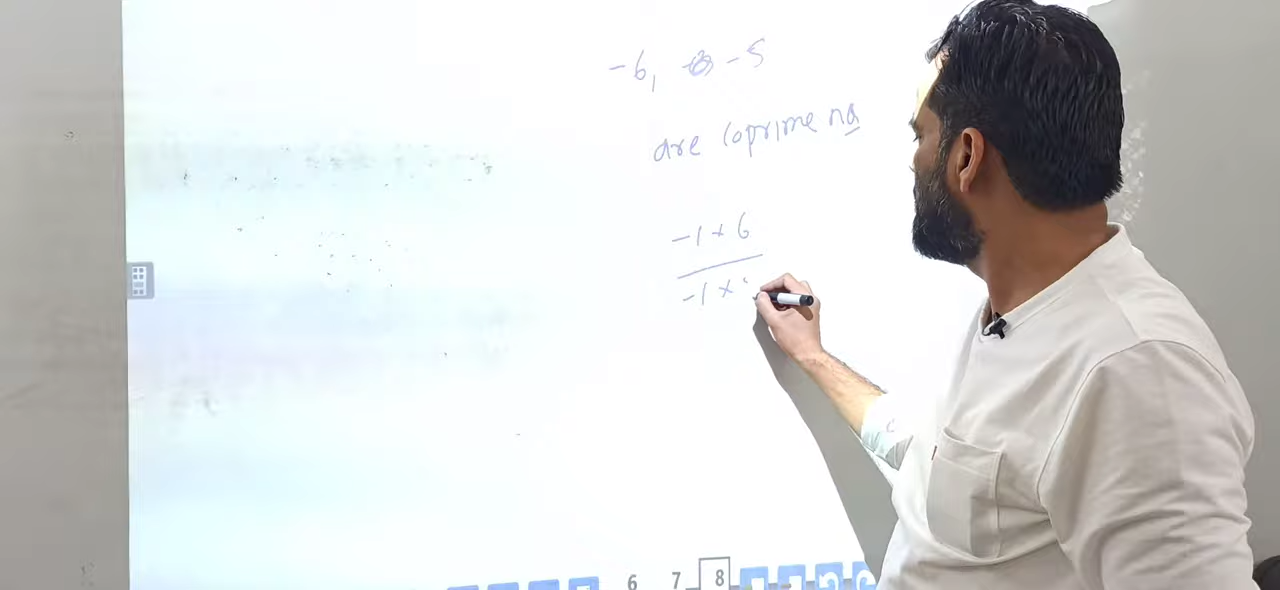 -6, -5
are coprime no
-1 × 6
-1 ×
6 7 8